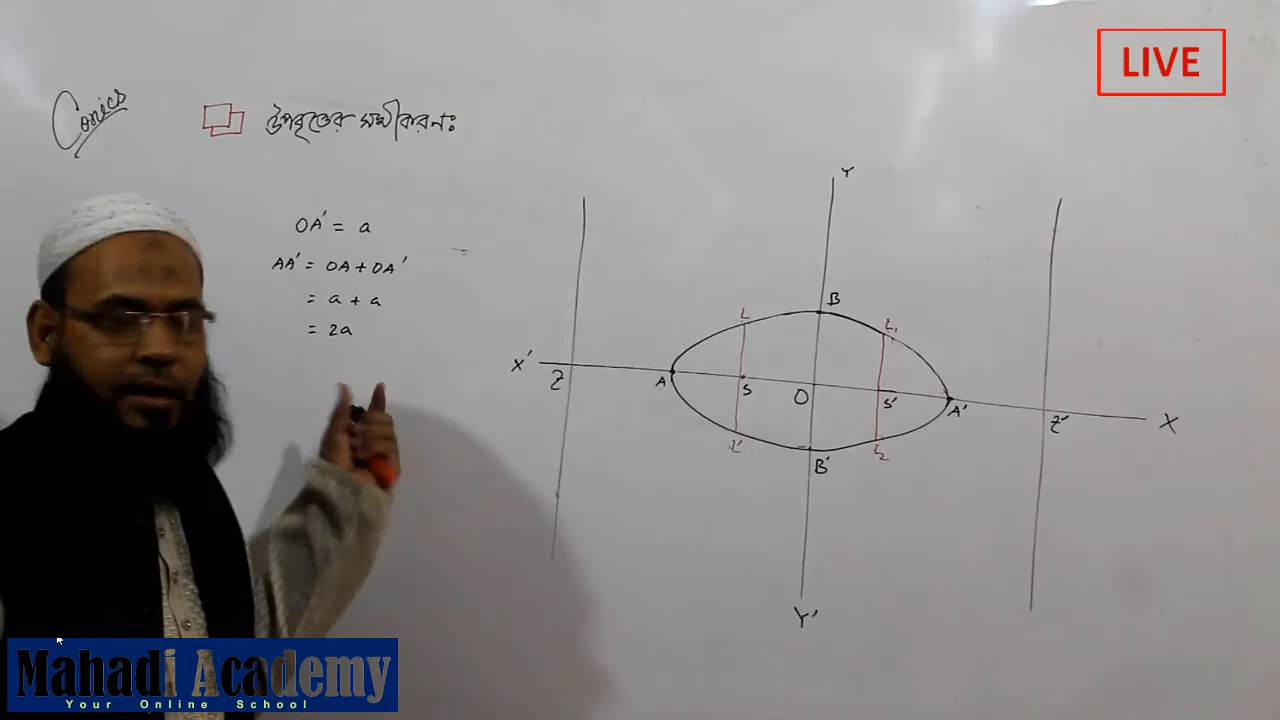 LIVE
Conics
উপবৃত্তের সমীকরণঃ
OA' = a
AA' = OA + OA'
= a + a
= 2a
Y
B
L
L₁
X'
Z
A
S
O
S'
A'
Z'
X
L'
B'
L₂
Y'
Mahadi Academy
Your Online School